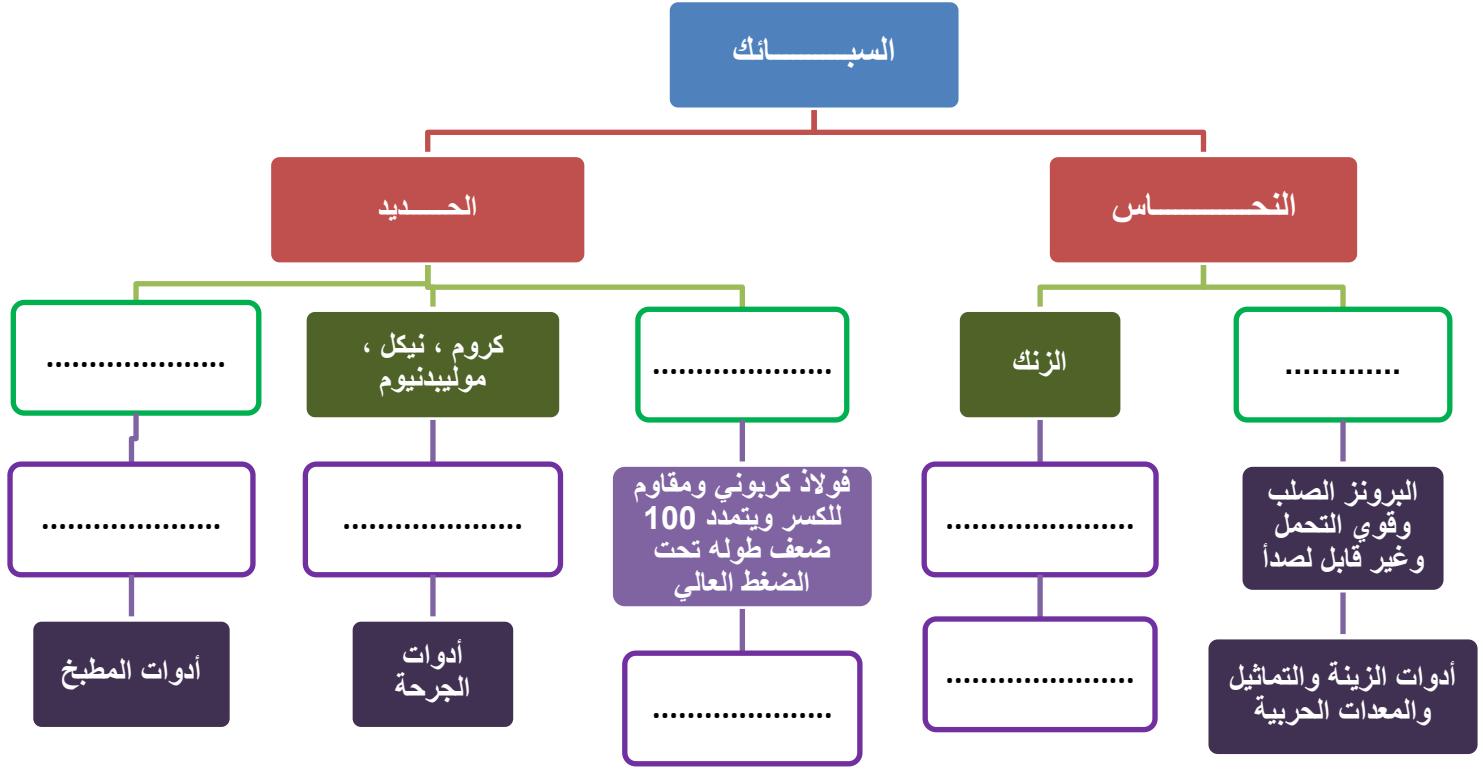 السبـــــــائك
النحـــــــــاس
الحـــــديد
.............
الزنك
....................
كروم ، نيكل ،
موليبدنيوم
.....................
البرونز الصلب
وقوي التحمل
وغير قابل لصدأ
.....................
فولاذ كربوني ومقاوم
للكسر ويتمدد 100
ضعف طوله تحت
الضغط العالي
....................
....................
أدوات الزينة والتماثيل
والمعدات الحربية
.....................
....................
أدوات
الجرحة
أدوات المطبخ